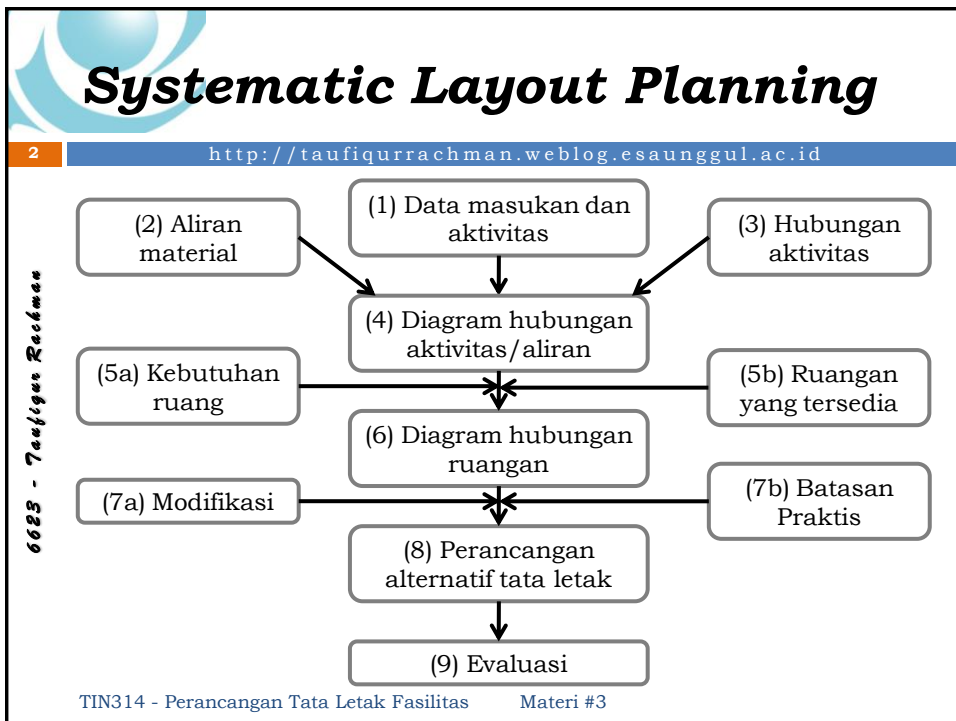 Systematic Layout Planning
2
http://taufiqurrachman.weblog.esaunggul.ac.id
(1) Data masukan dan
aktivitas
(2) Aliran
material
(3) Hubungan
aktivitas
(4) Diagram hubungan
aktivitas/aliran
(5a) Kebutuhan
ruang
(5b) Ruangan
yang tersedia
(6) Diagram hubungan
ruangan
(7a) Modifikasi
(7b) Batasan
Praktis
(8) Perancangan
alternatif tata letak
(9) Evaluasi
6623 - Taufiqur Rachman
TIN314 - Perancangan Tata Letak Fasilitas Materi #3